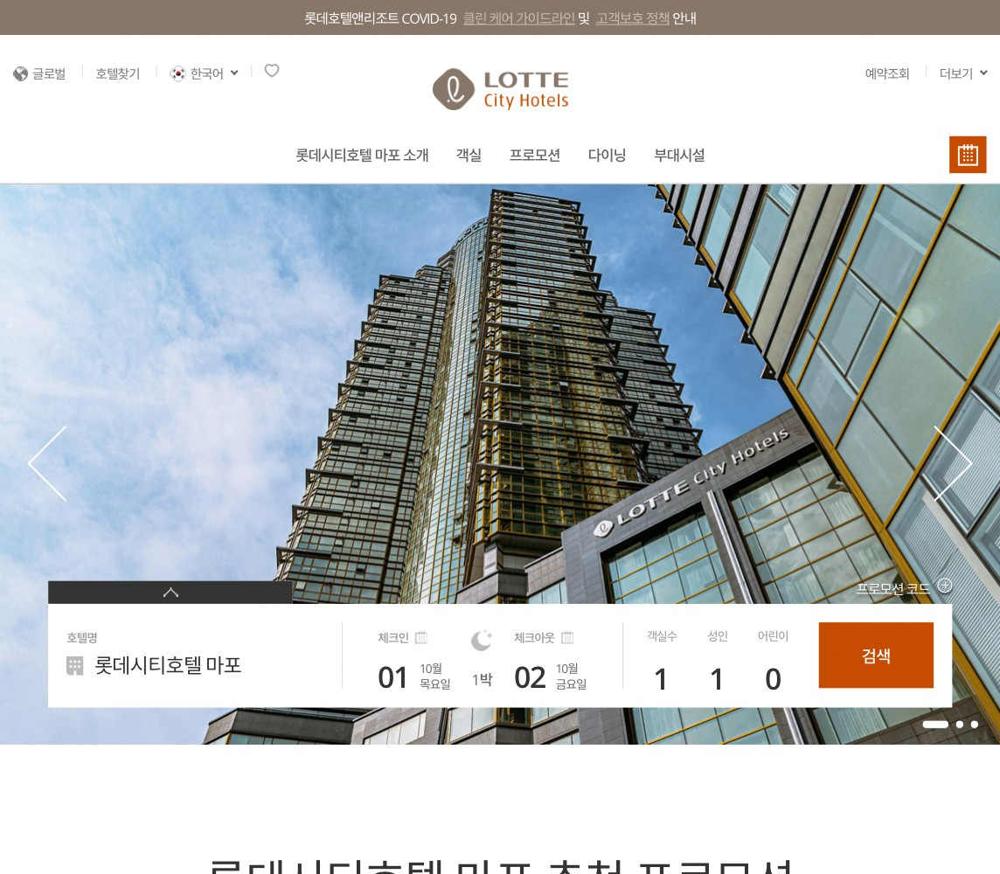 롯데호텔앤리조트 COVID-19 클린 케어 가이드라인 및 고객보호 정책 안내
글로벌 호텔찾기 한국어 예약조회 더보기
LOTTE
City Hotels
롯데시티호텔 마포 소개 객실 프로모션 다이닝 부대시설
LOTTE City Hotels
프로모션 코드
호텔명 체크인 체크아웃 객실수 성인 어린이
롯데시티호텔 마포 01 10월 목요일 1박 02 10월 금요일 1 1 0 검색
롯데시티호텔 마포 추천 프로모션